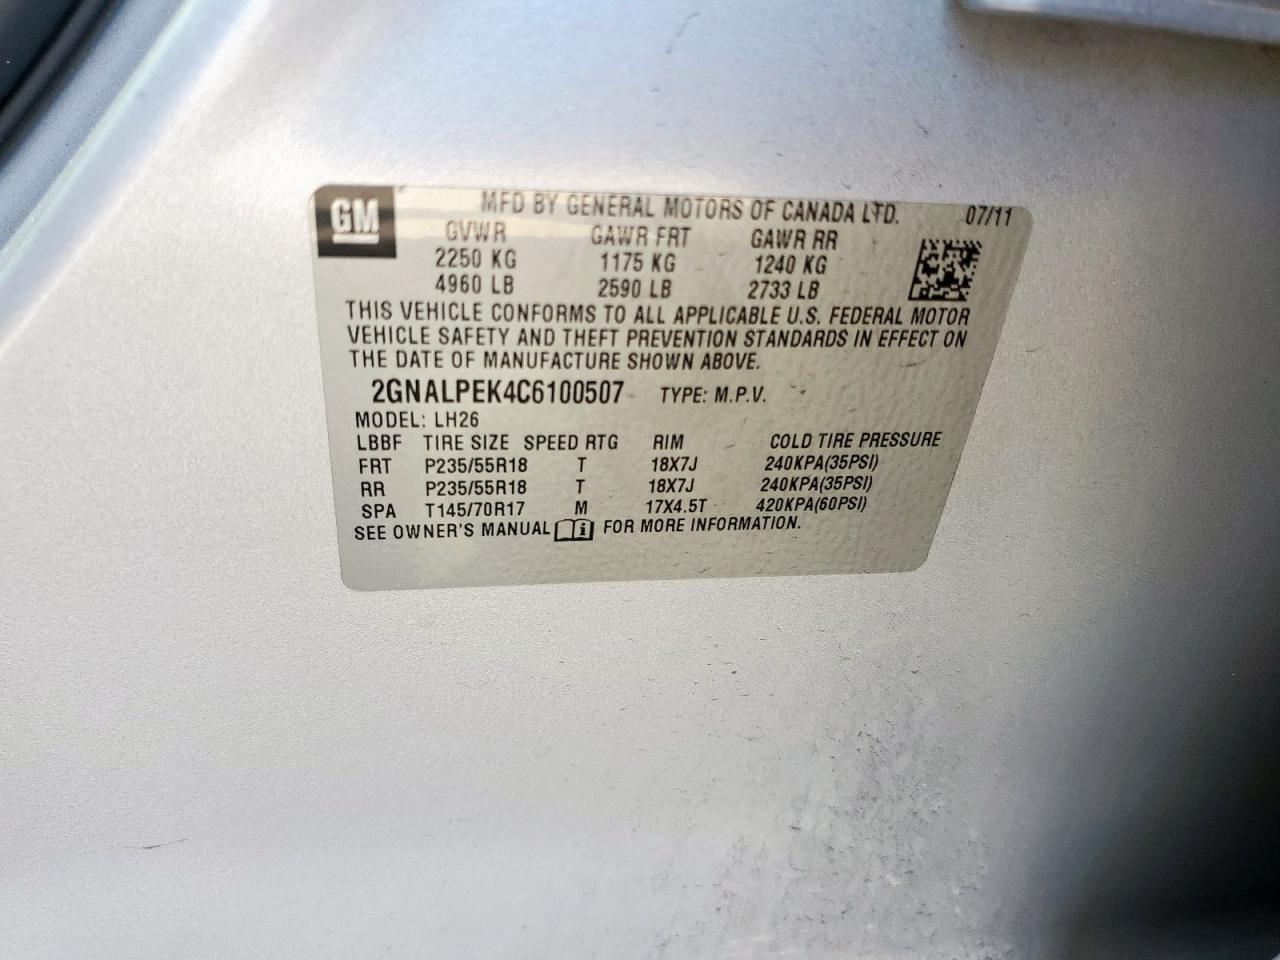 GM
MFD BY GENERAL MOTORS OF CANADA LTD. 07/11
GVWR GAWR FRT GAWR RR
2250 KG 1175 KG 1240 KG
4960 LB 2590 LB 2733 LB
THIS VEHICLE CONFORMS TO ALL APPLICABLE U.S. FEDERAL MOTOR
VEHICLE SAFETY AND THEFT PREVENTION STANDARDS IN EFFECT ON
THE DATE OF MANUFACTURE SHOWN ABOVE.
2GNALPEK4C6100507 TYPE: M.P.V.
MODEL: LH26
LBBF TIRE SIZE SPEED RTG RIM COLD TIRE PRESSURE
FRT P235/55R18 T 18X7J 240KPA(35PSI)
RR P235/55R18 T 18X7J 240KPA(35PSI)
SPA T145/70R17 M 17X4.5T 420KPA(60PSI)
SEE OWNER'S MANUAL i FOR MORE INFORMATION.